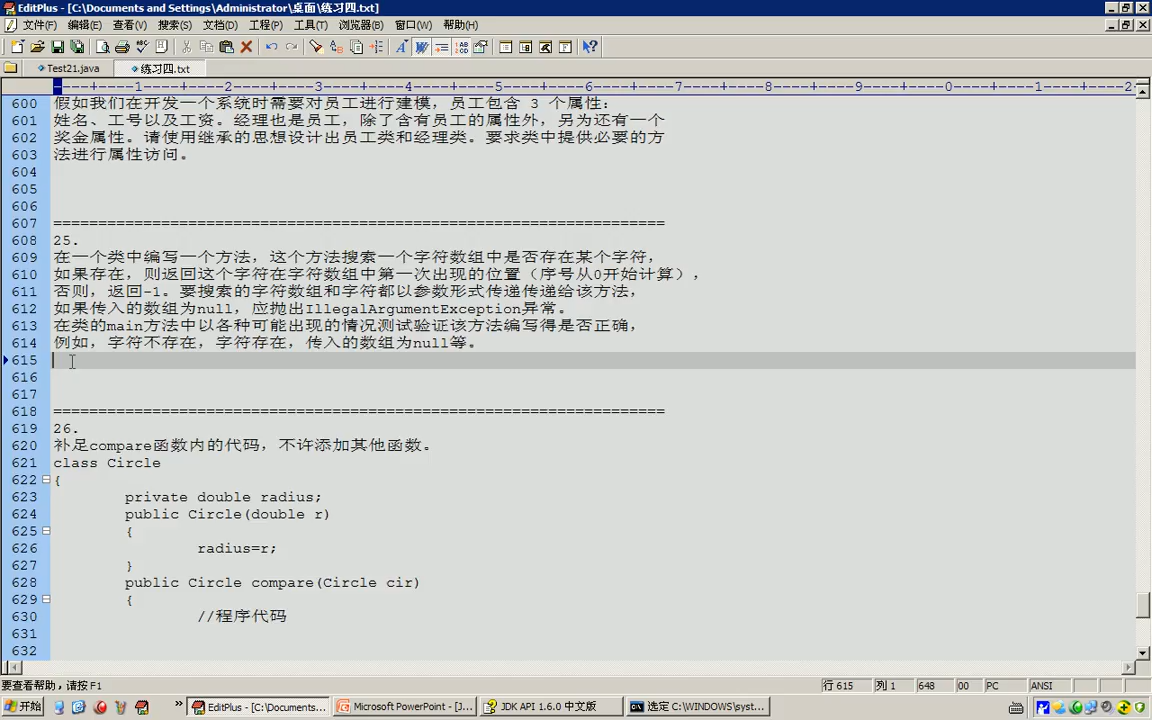 EditPlus - [C:\Documents and Settings\Administrator\桌面\练习四.txt]
文件(F) 编辑(E) 查看(V) 搜索(S) 文档(D) 工程(P) 工具(T) 浏览器(B) 窗口(W) 帮助(H)
Test21.java 练习四.txt
----+----1----+----2----+----3----+----4----+----5----+----6----+----7----+----8----+----9----+----0----+----1----+----2
600 假如我们在开发一个系统时需要对员工进行建模，员工包含 3 个属性：
601 姓名、工号以及工资。经理也是员工，除了含有员工的属性外，另为还有一个
602 奖金属性。请使用继承的思想设计出员工类和经理类。要求类中提供必要的方
603 法进行属性访问。
604
605
606
607 ====================================================================
608 25.
609 在一个类中编写一个方法，这个方法搜索一个字符数组中是否存在某个字符，
610 如果存在，则返回这个字符在字符数组中第一次出现的位置（序号从0开始计算），
611 否则，返回-1。要搜索的字符数组和字符都以参数形式传递传递给该方法，
612 如果传入的数组为null，应抛出IllegalArgumentException异常。
613 在类的main方法中以各种可能出现的情况测试验证该方法编写得是否正确，
614 例如，字符不存在，字符存在，传入的数组为null等。
615
616
617
618 ====================================================================
619 26.
620 补足compare函数内的代码，不许添加其他函数。
621 class Circle
622 {
623 private double radius;
624 public Circle(double r)
625 {
626 radius=r;
627 }
628 public Circle compare(Circle cir)
629 {
630 //程序代码
631
632
要查看帮助，请按 F1 行 615 列 1 648 00 PC ANSI
开始 EditPlus - [C:\Documents... Microsoft PowerPoint - [J... JDK API 1.6.0 中文版 选定 C:\WINDOWS\syst...